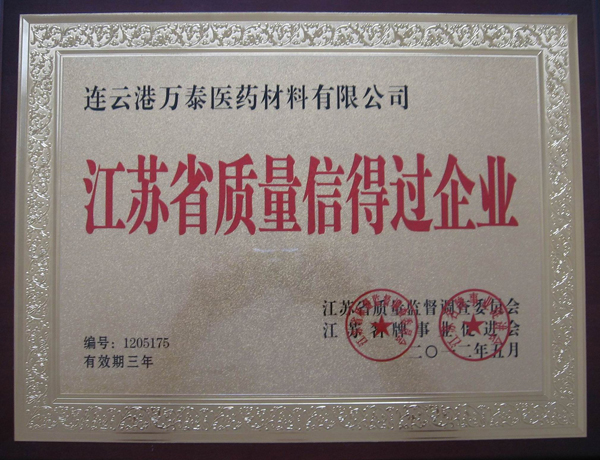 连云港万泰医药材料有限公司
江苏省质量信得过企业
江苏省质量监督调查委员会
江苏名牌事业促进会
二〇一二年五月
编号：1205175
有效期三年